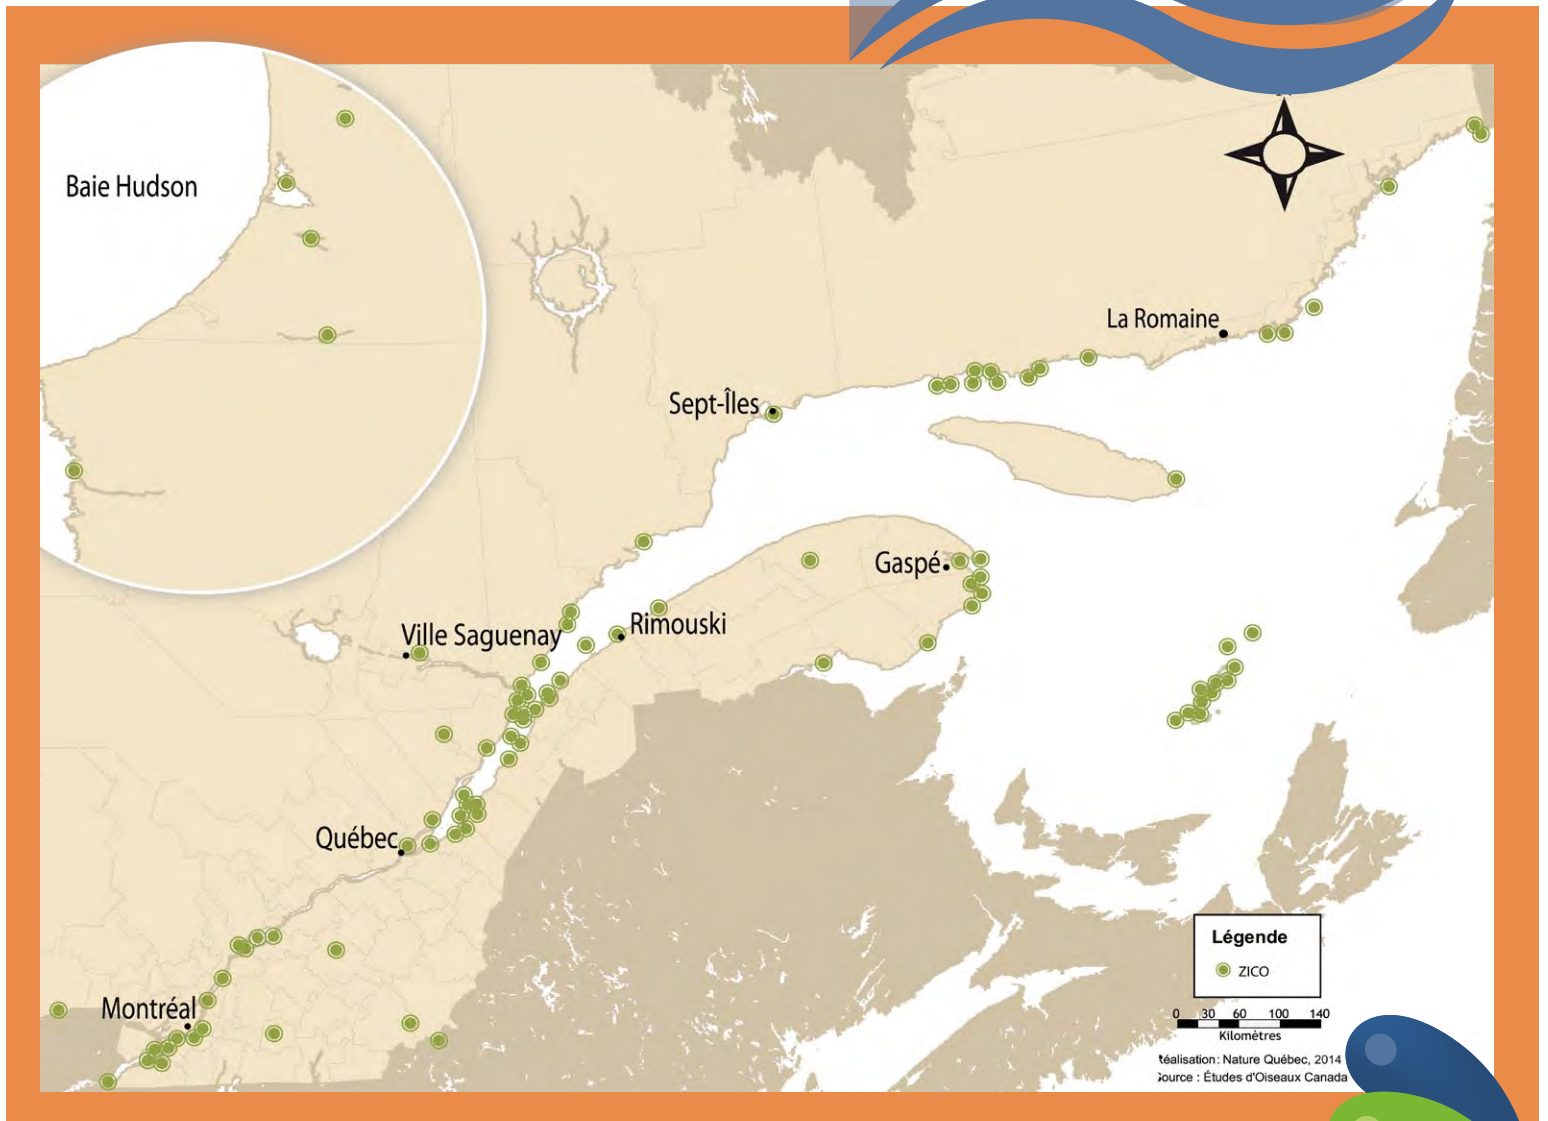 Baie Hudson
La Romaine
Sept-Îles
Gaspé
Rimouski
Ville Saguenay
Québec
Montréal
Légende
ZICO
0 30 60 100 140
Kilomètres
éalisation : Nature Québec, 2014
ource : Études d'Oiseaux Canada